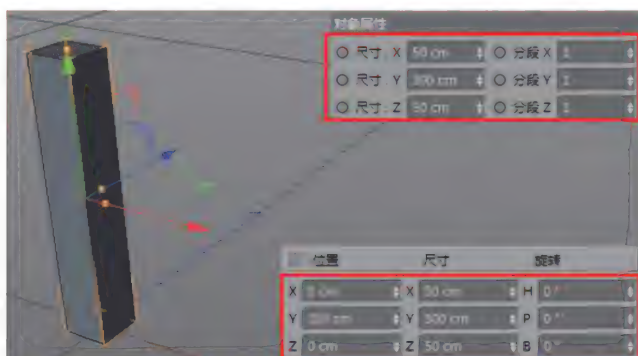 对象属性
尺寸 . X 50 cm 分段 X 1
尺寸 . Y 300 cm 分段 Y 1
尺寸 . Z 50 cm 分段 Z 1
位置 尺寸 旋转
X 0 cm X 50 cm H 0 °
Y cm Y 300 cm P 0 °
Z 0 cm Z 50 cm B 0 °